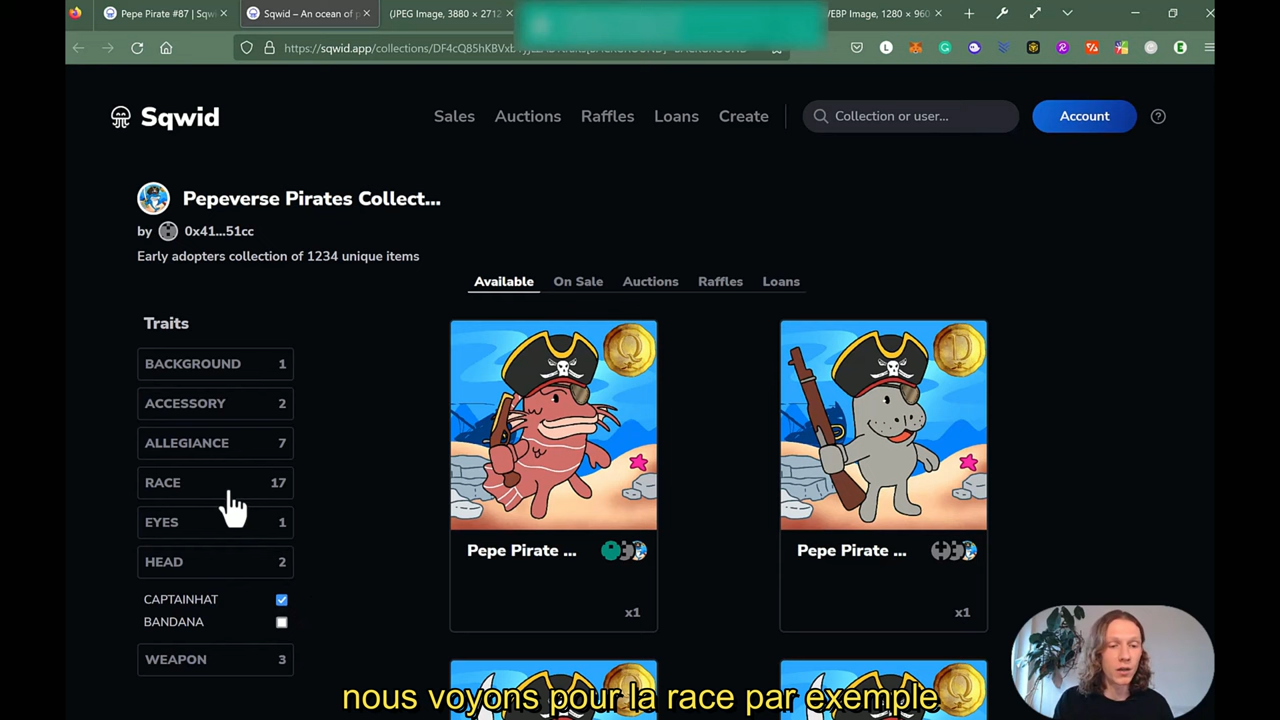 Pepe Pirate #87 | Sqwi
Sqwid – An ocean of p
(JPEG Image, 3880 × 2712
EBP Image, 1280 × 960
Sqwid
Sales
Auctions
Raffles
Loans
Create
Collection or user...
Account
Pepeverse Pirates Collect...
by 0x41...51cc
Early adopters collection of 1234 unique items
Available
On Sale
Auctions
Raffles
Loans
Traits
BACKGROUND 1
ACCESSORY 2
ALLEGIANCE 7
RACE 17
EYES 1
HEAD 2
CAPTAINHAT
BANDANA
WEAPON 3
Q
D
Pepe Pirate ...
x1
Pepe Pirate ...
x1
Q
Q
nous voyons pour la race par exemple